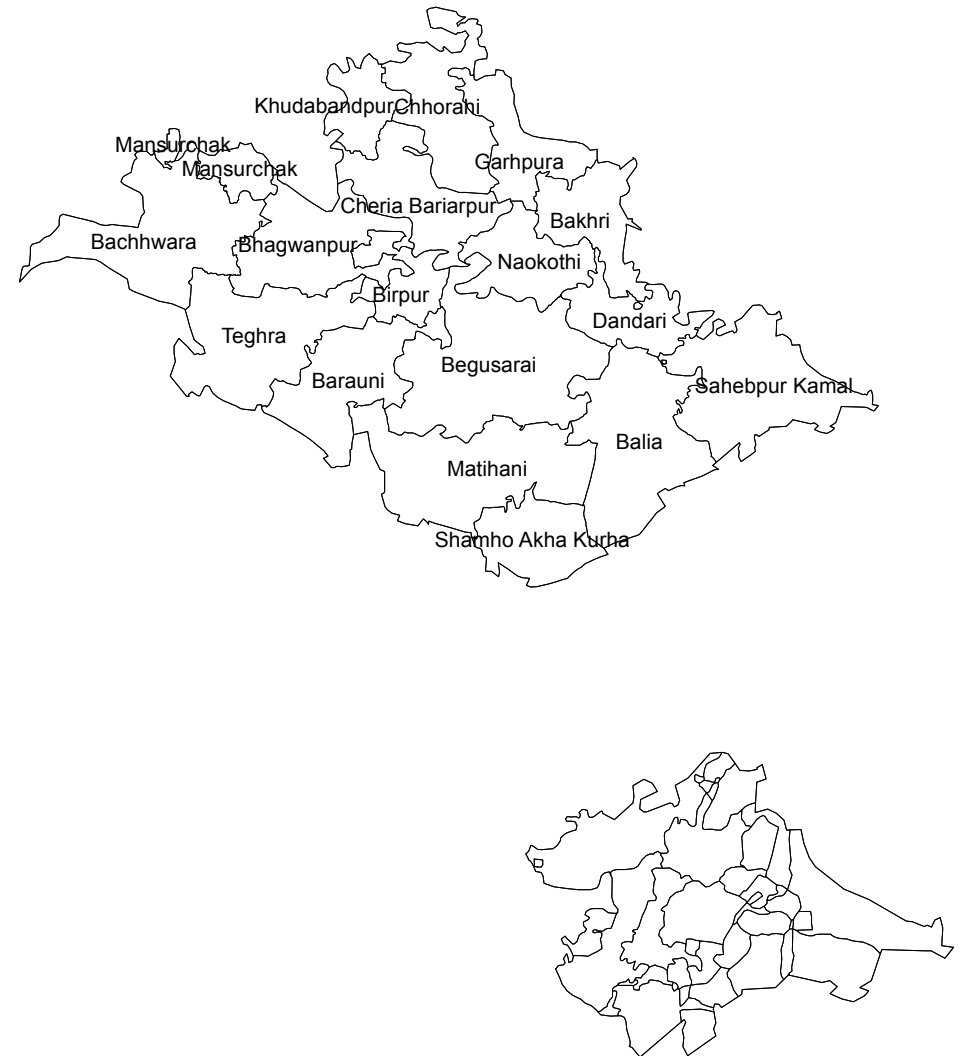 Khudabandpur
Chhorahi
Mansurchak
Mansurchak
Garhpura
Cheria Bariarpur
Bakhri
Bachhwara
Bhagwanpur
Naokothi
Birpur
Dandari
Teghra
Begusarai
Barauni
Sahebpur Kamal
Balia
Matihani
Shamho Akha Kurha